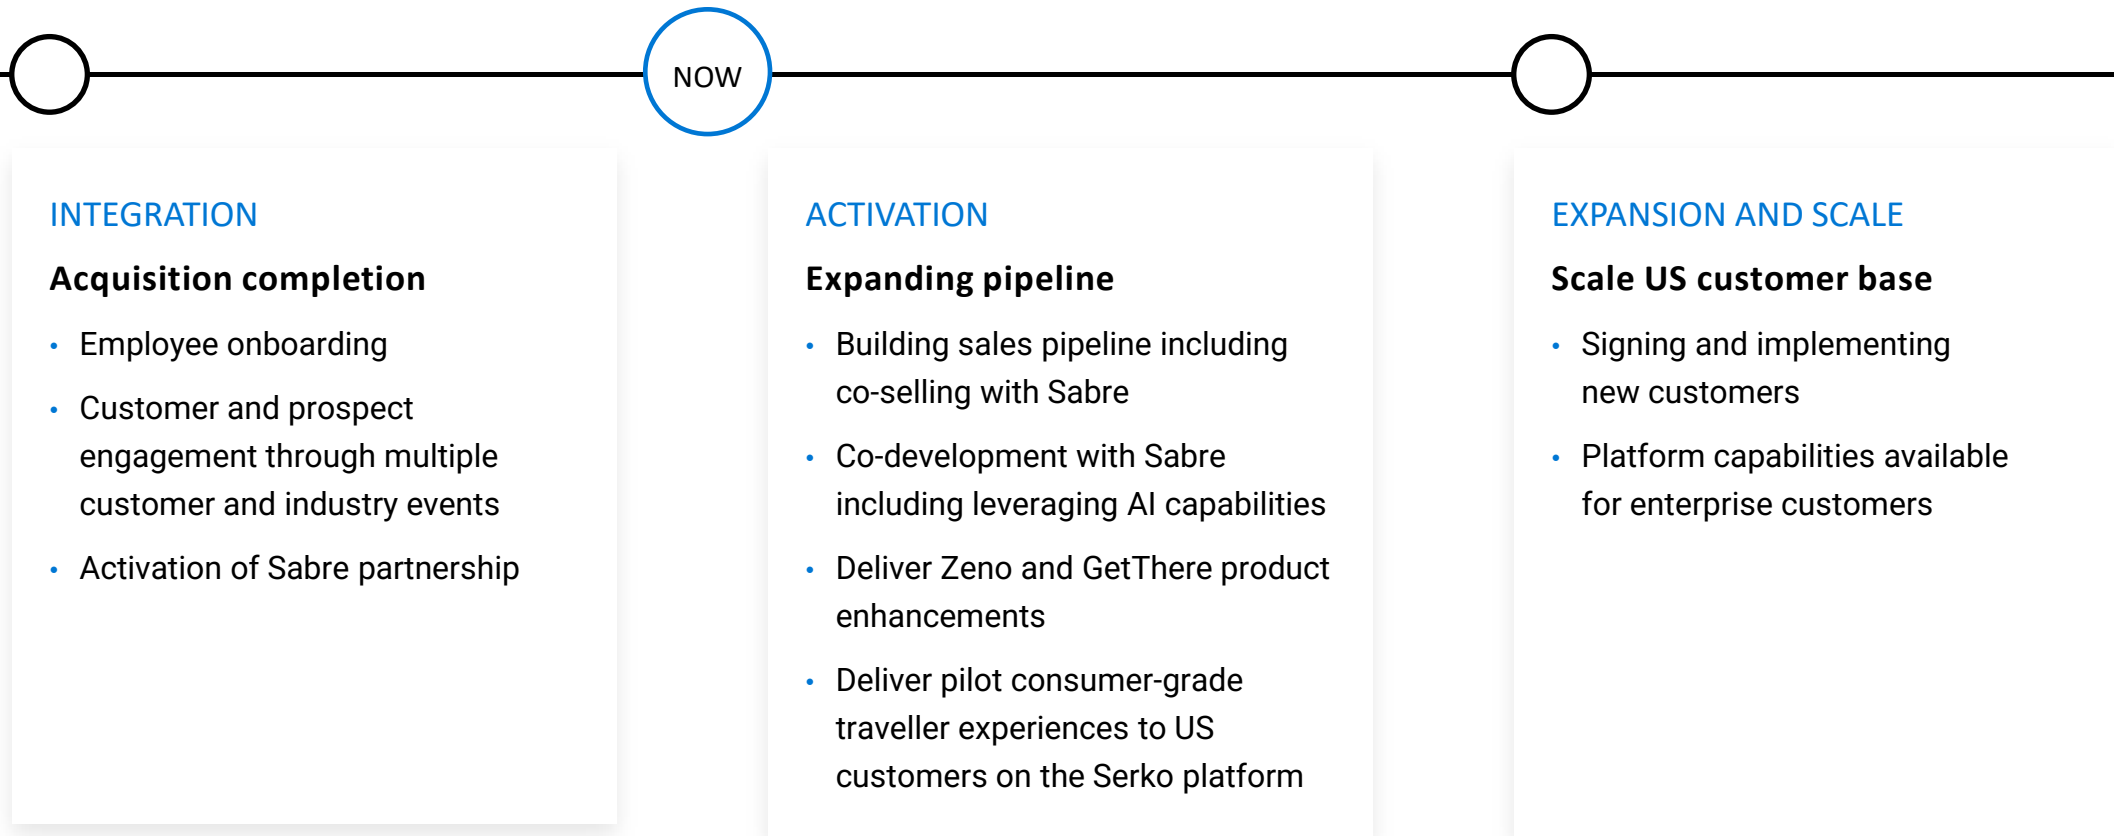 NOW
INTEGRATION
Acquisition completion
• Employee onboarding
• Customer and prospect
engagement through multiple
customer and industry events
• Activation of Sabre partnership
ACTIVATION
Expanding pipeline
• Building sales pipeline including
co-selling with Sabre
• Co-development with Sabre
including leveraging AI capabilities
• Deliver Zeno and GetThere product
enhancements
• Deliver pilot consumer-grade
traveller experiences to US
customers on the Serko platform
EXPANSION AND SCALE
Scale US customer base
• Signing and implementing
new customers
• Platform capabilities available
for enterprise customers